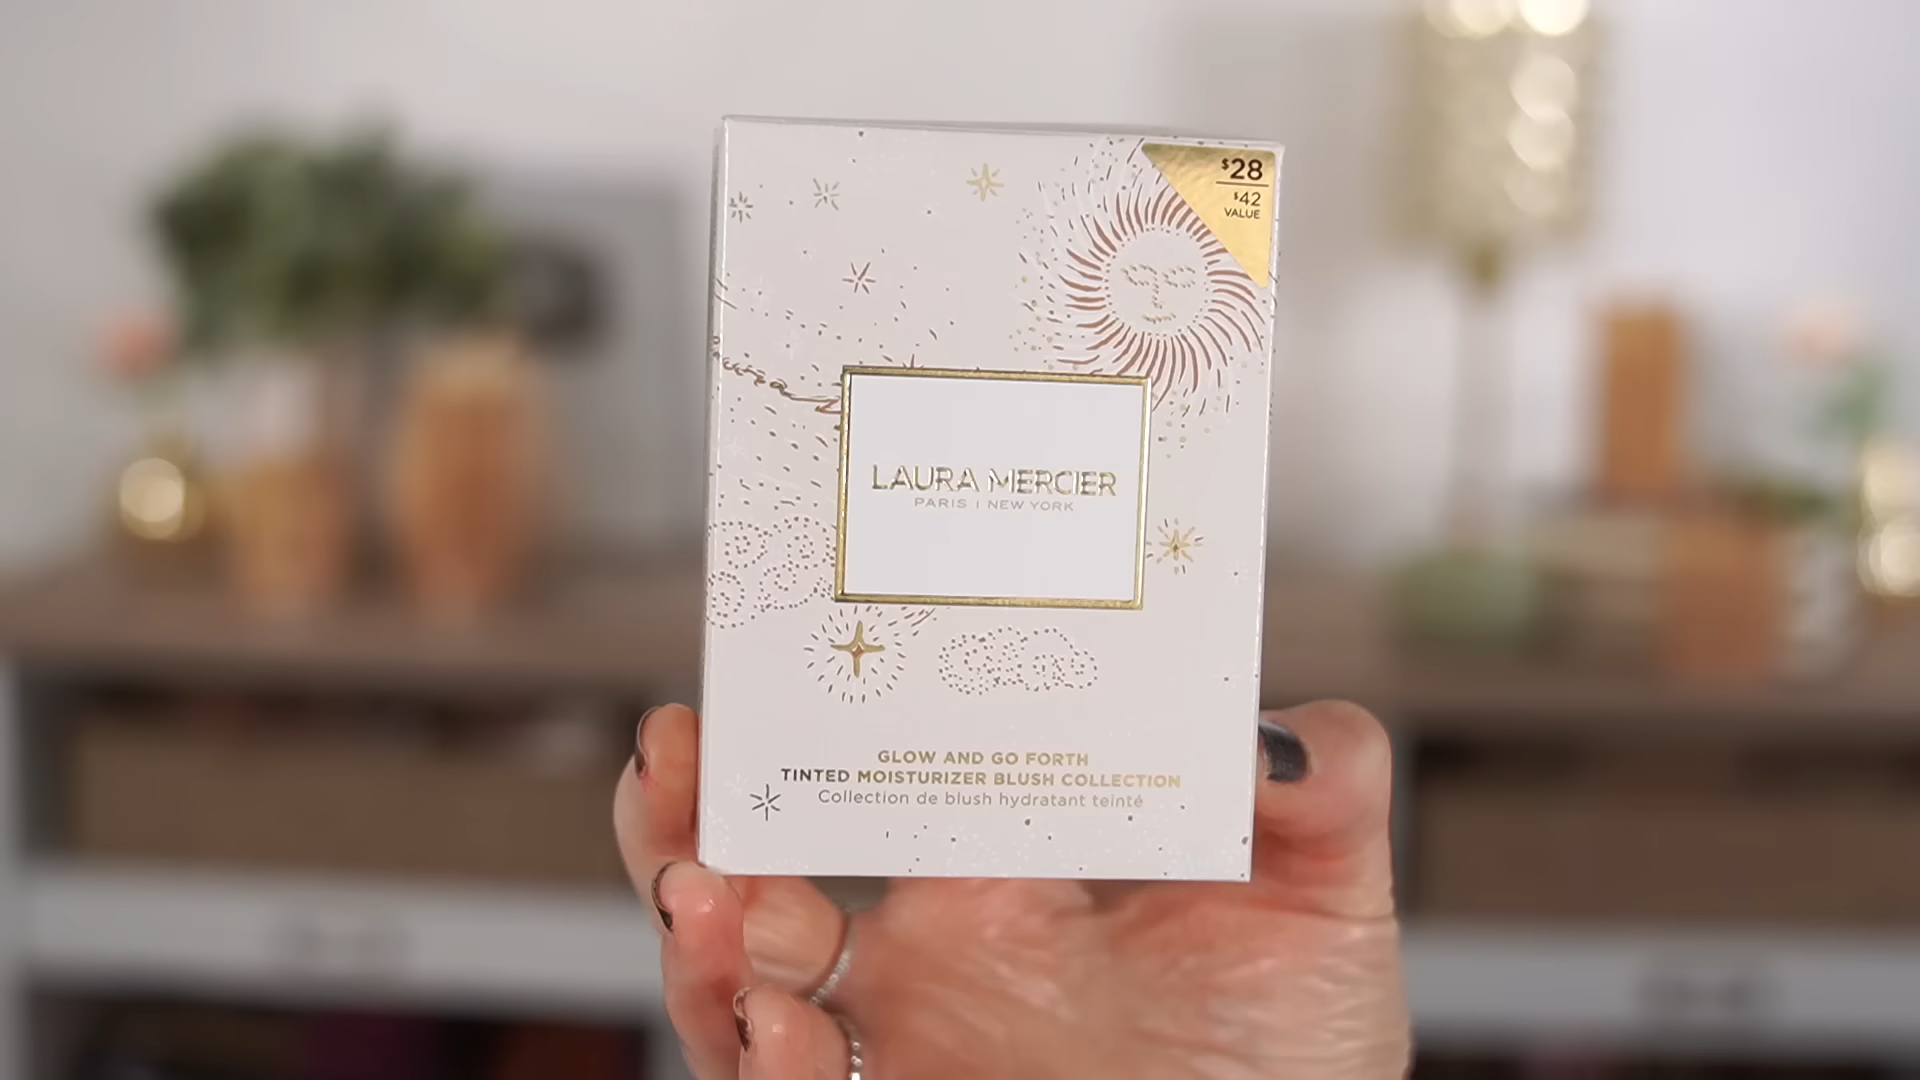 $28
$42
VALUE
LAURA MERCIER
PARIS | NEW YORK
GLOW AND GO FORTH
TINTED MOISTURIZER BLUSH COLLECTION
Collection de blush hydratant teinté